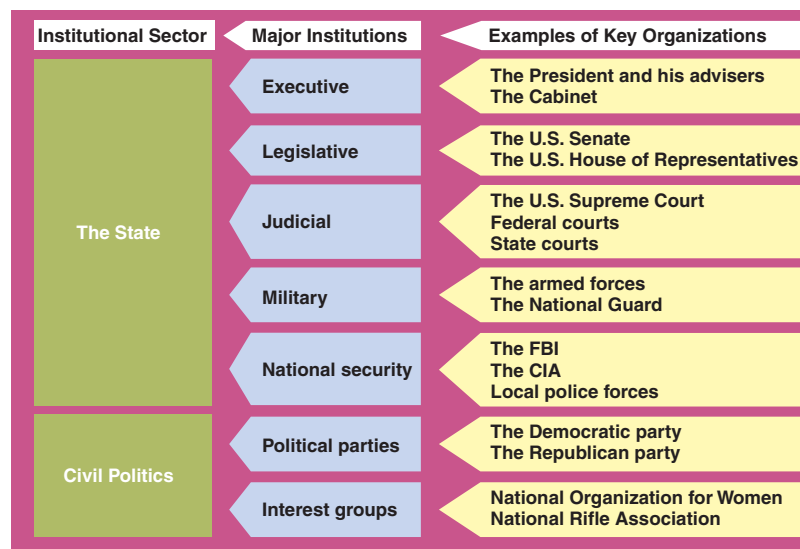 Institutional Sector
Major Institutions
Examples of Key Organizations
The State
Executive
The President and his advisers
The Cabinet
Legislative
The U.S. Senate
The U.S. House of Representatives
Judicial
The U.S. Supreme Court
Federal courts
State courts
Military
The armed forces
The National Guard
National security
The FBI
The CIA
Local police forces
Civil Politics
Political parties
The Democratic party
The Republican party
Interest groups
National Organization for Women
National Rifle Association